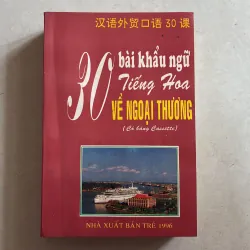 汉语外贸口语 30 课
30 bài khẩu ngữ
Tiếng Hoa
VỀ NGOẠI THƯƠNG
(Có băng Cassette)
NHÀ XUẤT BẢN TRẺ 1996